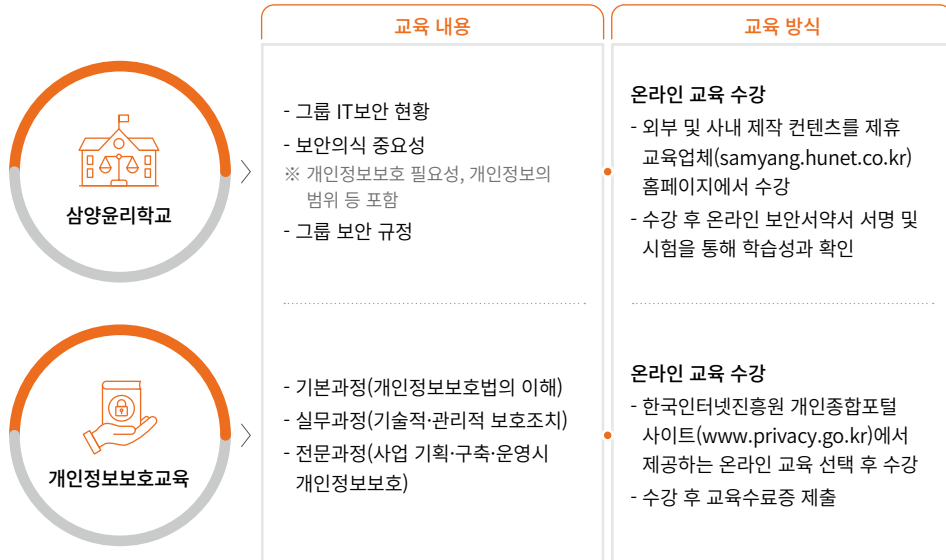 교육 내용
교육 방식
삼양윤리학교
- 그룹 IT보안 현황
- 보안의식 중요성
※ 개인정보보호 필요성, 개인정보의
범위 등 포함
- 그룹 보안 규정
온라인 교육 수강
- 외부 및 사내 제작 컨텐츠를 제휴
교육업체(samyang.hunet.co.kr)
홈페이지에서 수강
- 수강 후 온라인 보안서약서 서명 및
시험을 통해 학습성과 확인
개인정보보호교육
- 기본과정(개인정보보호법의 이해)
- 실무과정(기술적·관리적 보호조치)
- 전문과정(사업 기획·구축·운영시
개인정보보호)
온라인 교육 수강
- 한국인터넷진흥원 개인종합포털
사이트(www.privacy.go.kr)에서
제공하는 온라인 교육 선택 후 수강
- 수강 후 교육수료증 제출